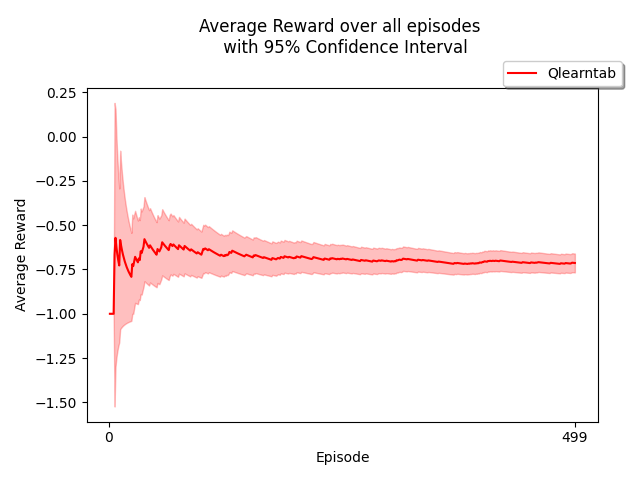 Average Reward over all episodes
with 95% Confidence Interval
Qlearntab
0.25
0.00
−0.25
−0.50
−0.75
−1.00
−1.25
−1.50
Average Reward
0
499
Episode